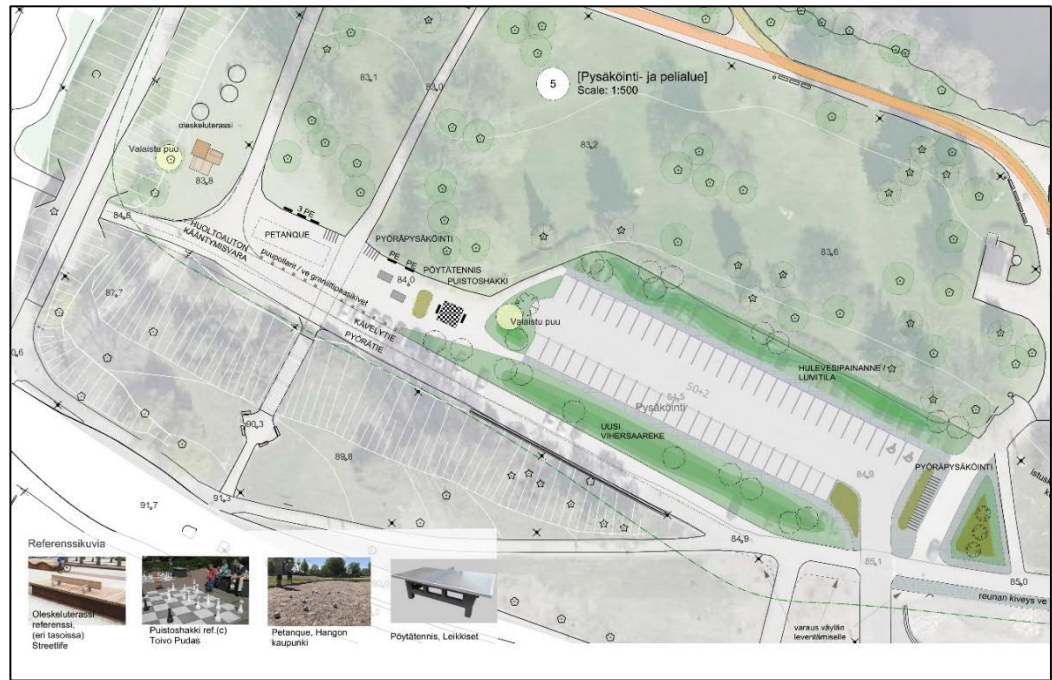 5
[Pysäköinti- ja pelialue]
Scale: 1:500
83,1
83,0
83,2
oleskeluterassi
Valaistu puu
83,8
84,6
3 PE
PETANQUE
HUOLTOAUTON
KÄÄNTYMISVARA
puupollarit / ve graniittipaasikivet
PYÖRÄPYSÄKÖINTI
PE PE
PÖYTÄTENNIS
84,0
PUISTOSHAKKI
83,6
87,7
KÄVELYTIE
PYÖRÄTIE
Valaistu puu
HULEVESIPAINANNE /
LUMITILA
50+2
84,5
Pysäköinti
UUSI
VIHERSAAREKE
PYÖRÄPYSÄKÖINTI
84,9
90,3
89,8
91,3
91,7
84,9
85,1
85,0
reunan kiveys ve
varaus väylän
leventämiselle
Referenssikuvia
Oleskeluterassi
referenssi,
(eri tasoissa)
Streetlife
Puistoshakki ref.(c)
Toivo Pudas
Petanque, Hangon
kaupunki
Pöytätennis, Leikkiset